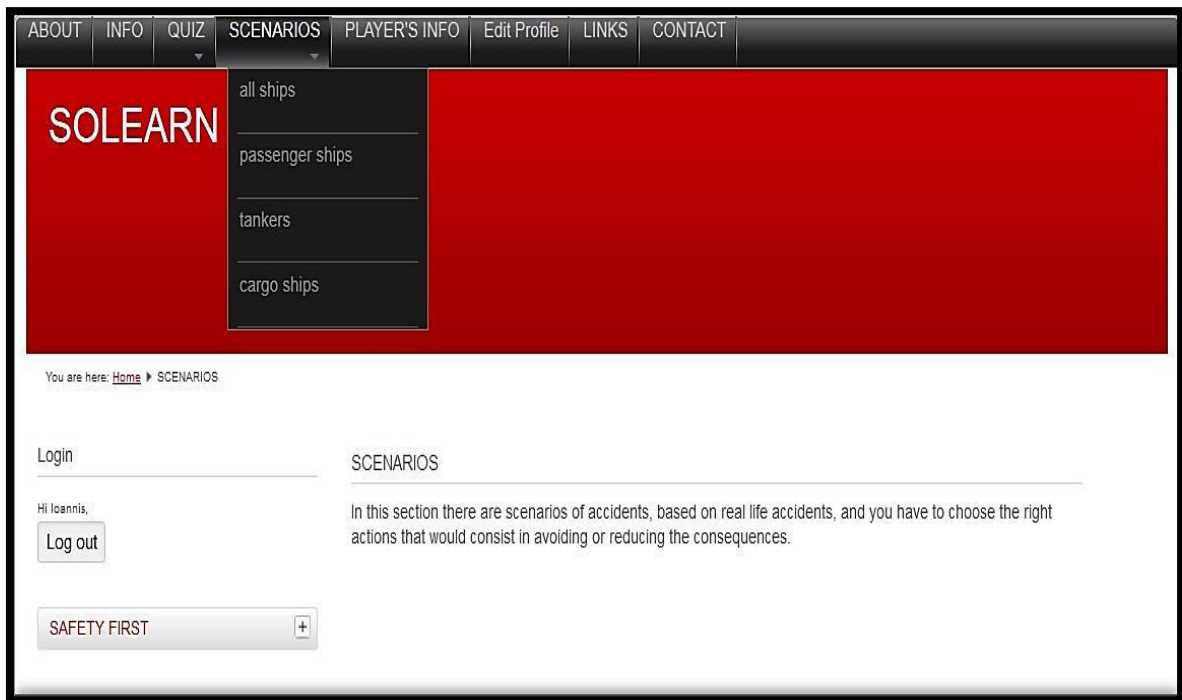 ABOUT INFO QUIZ SCENARIOS PLAYER'S INFO Edit Profile LINKS CONTACT
SOLEARN
all ships
passenger ships
tankers
cargo ships
You are here: Home SCENARIOS
Login
Hi Ioannis,
Log out
SAFETY FIRST
SCENARIOS
In this section there are scenarios of accidents, based on real life accidents, and you have to choose the right
actions that would consist in avoiding or reducing the consequences.